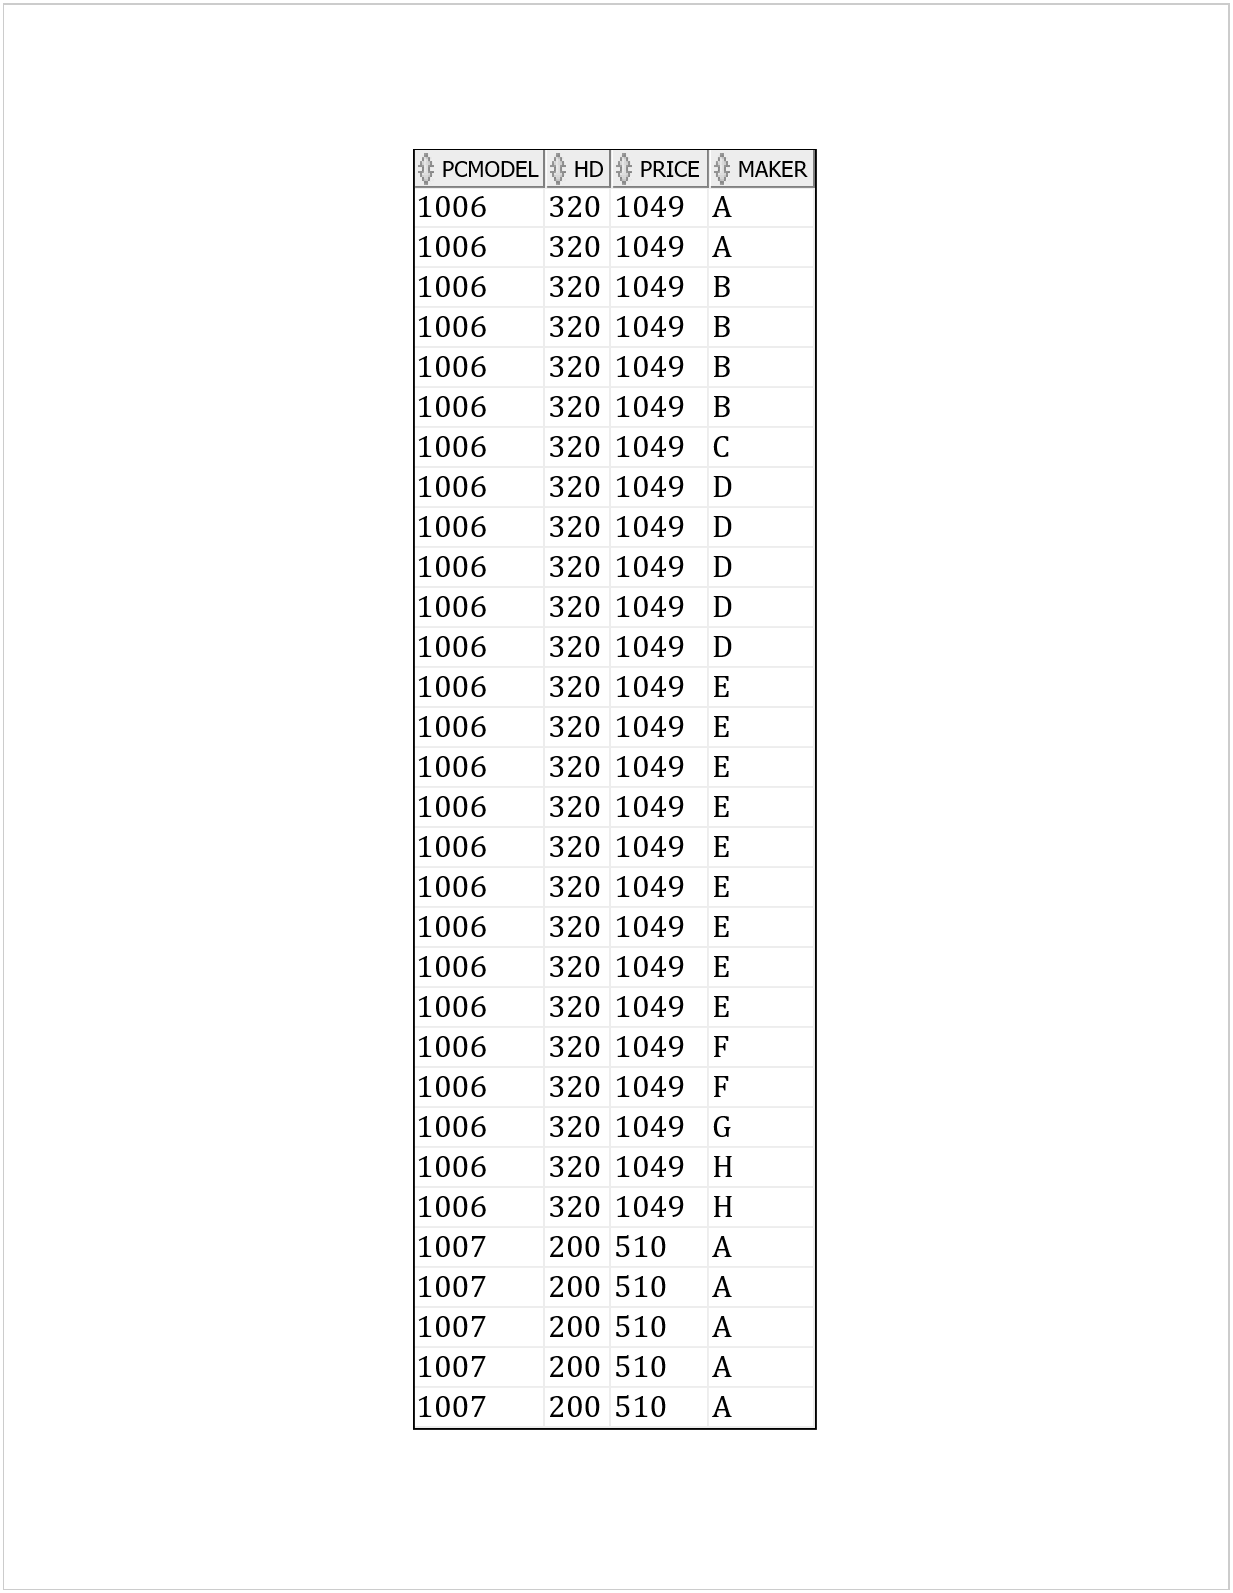 PCMODEL HD PRICE MAKER
1006 320 1049 A
1006 320 1049 A
1006 320 1049 B
1006 320 1049 B
1006 320 1049 B
1006 320 1049 B
1006 320 1049 C
1006 320 1049 D
1006 320 1049 D
1006 320 1049 D
1006 320 1049 D
1006 320 1049 D
1006 320 1049 E
1006 320 1049 E
1006 320 1049 E
1006 320 1049 E
1006 320 1049 E
1006 320 1049 E
1006 320 1049 E
1006 320 1049 E
1006 320 1049 E
1006 320 1049 F
1006 320 1049 F
1006 320 1049 G
1006 320 1049 H
1006 320 1049 H
1007 200 510 A
1007 200 510 A
1007 200 510 A
1007 200 510 A
1007 200 510 A